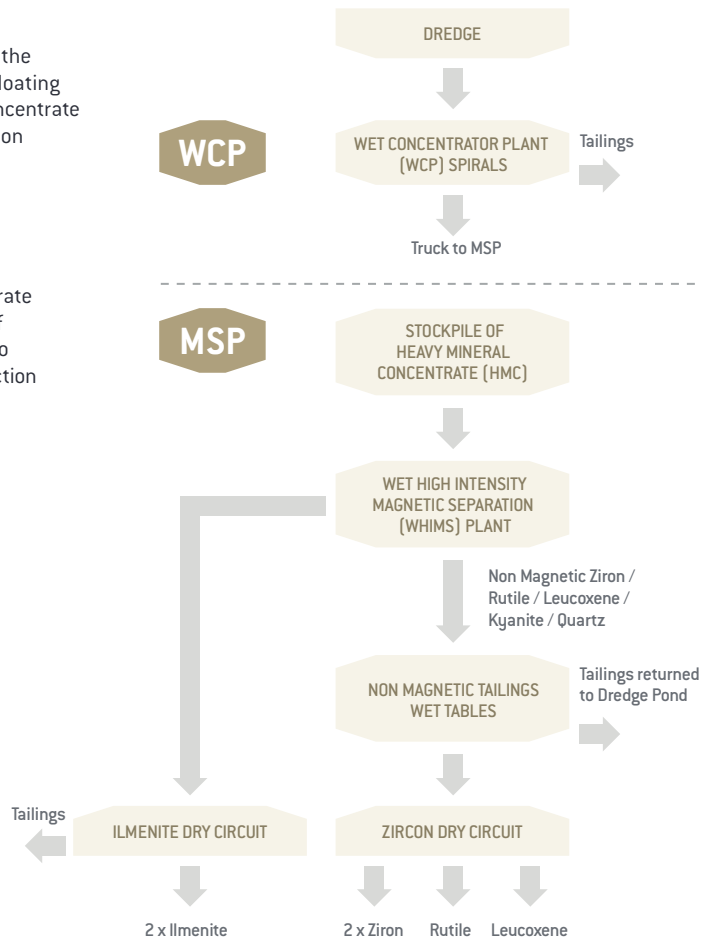 the
loating
ncentrate
on
DREDGE
WCP
WET CONCENTRATOR PLANT
(WCP) SPIRALS
Tailings
Truck to MSP
rate
o
ction
MSP
STOCKPILE OF
HEAVY MINERAL
CONCENTRATE (HMC)
WET HIGH INTENSITY
MAGNETIC SEPARATION
(WHIMS) PLANT
Non Magnetic Ziron /
Rutile / Leucoxene /
Kyanite / Quartz
NON MAGNETIC TAILINGS
WET TABLES
Tailings returned
to Dredge Pond
Tailings
ILMENITE DRY CIRCUIT
ZIRCON DRY CIRCUIT
2 x Ilmenite
2 x Ziron
Rutile
Leucoxene